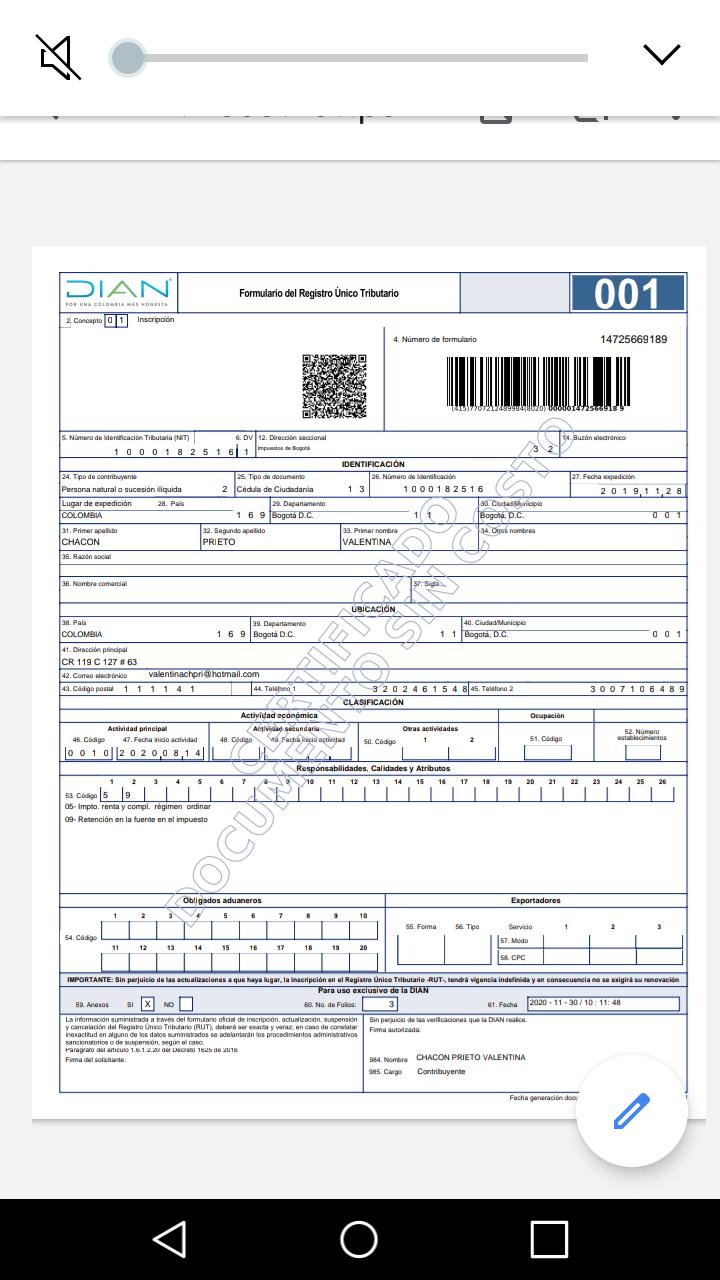 DIAN
POR UNA COLOMBIA MÁS HONESTA
Formulario del Registro Único Tributario
001
2. Concepto 0 1 Inscripción
4. Número de formulario 14725669189
(415)7707212489984(8020) 000001472566918 9
5. Número de Identificación Tributaria (NIT) 6. DV 12. Dirección seccional 14. Buzón electrónico
1 0 0 0 1 8 2 5 1 6 1 Impuestos de Bogotá 3 2
IDENTIFICACIÓN
24. Tipo de contribuyente 25. Tipo de documento 26. Número de Identificación 27. Fecha expedición
Persona natural o sucesión ilíquida 2 Cédula de Ciudadanía 1 3 1 0 0 0 1 8 2 5 1 6 2 0 1 9 1 1 2 8
Lugar de expedición 28. País 29. Departamento 30. Ciudad/Municipio
COLOMBIA 1 6 9 Bogotá D.C. 1 1 Bogotá, D.C. 0 0 1
31. Primer apellido 32. Segundo apellido 33. Primer nombre 34. Otros nombres
CHACON PRIETO VALENTINA
35. Razón social
36. Nombre comercial 37. Sigla
UBICACIÓN
38. País 39. Departamento 40. Ciudad/Municipio
COLOMBIA 1 6 9 Bogotá D.C. 1 1 Bogotá, D.C. 0 0 1
41. Dirección principal
CR 119 C 127 # 63
42. Correo electrónico valentinachpri@hotmail.com
43. Código postal 1 1 1 1 4 1 44. Teléfono 1 3 2 0 2 4 6 1 5 4 8 45. Teléfono 2 3 0 0 7 1 0 6 4 8 9
CLASIFICACIÓN
Actividad económica Ocupación
Actividad principal Actividad secundaria Otras actividades 52. Número establecimientos
46. Código 47. Fecha inicio actividad 48. Código 49. Fecha inicio actividad 50. Código 1 2 51. Código
0 0 1 0 2 0 2 0 0 8 1 4
Responsabilidades, Calidades y Atributos
1 2 3 4 5 6 7 8 9 10 11 12 13 14 15 16 17 18 19 20 21 22 23 24 25 26
53. Código 5 9
05- Impto. renta y compl. régimen ordinar
09- Retención en la fuente en el impuesto
CERTIFICADO
DOCUMENTO SIN COSTO
Obligados aduaneros Exportadores
1 2 3 4 5 6 7 8 9 10
54. Código
11 12 13 14 15 16 17 18 19 20
55. Forma 56. Tipo Servicio 1 2 3
57. Modo
58. CPC
IMPORTANTE: Sin perjuicio de las actualizaciones a que haya lugar, la inscripción en el Registro Único Tributario -RUT-, tendrá vigencia indefinida y en consecuencia no se exigirá su renovación
Para uso exclusivo de la DIAN
59. Anexos SI X NO 60. No. de Folios: 3 61. Fecha 2020 - 11 - 30 / 10 : 11: 48
La información suministrada a través del formulario oficial de inscripción, actualización, suspensión
y cancelación del Registro Único Tributario (RUT), deberá ser exacta y veraz; en caso de constatar
inexactitud en alguno de los datos suministrados se adelantarán los procedimientos administrativos
sancionatorios o de suspensión, según el caso.
Parágrafo del artículo 1.6.1.2.20 del Decreto 1625 de 2016
Firma del solicitante:
Sin perjuicio de las verificaciones que la DIAN realice.
Firma autorizada:
984. Nombre CHACON PRIETO VALENTINA
985. Cargo Contribuyente
Fecha generación